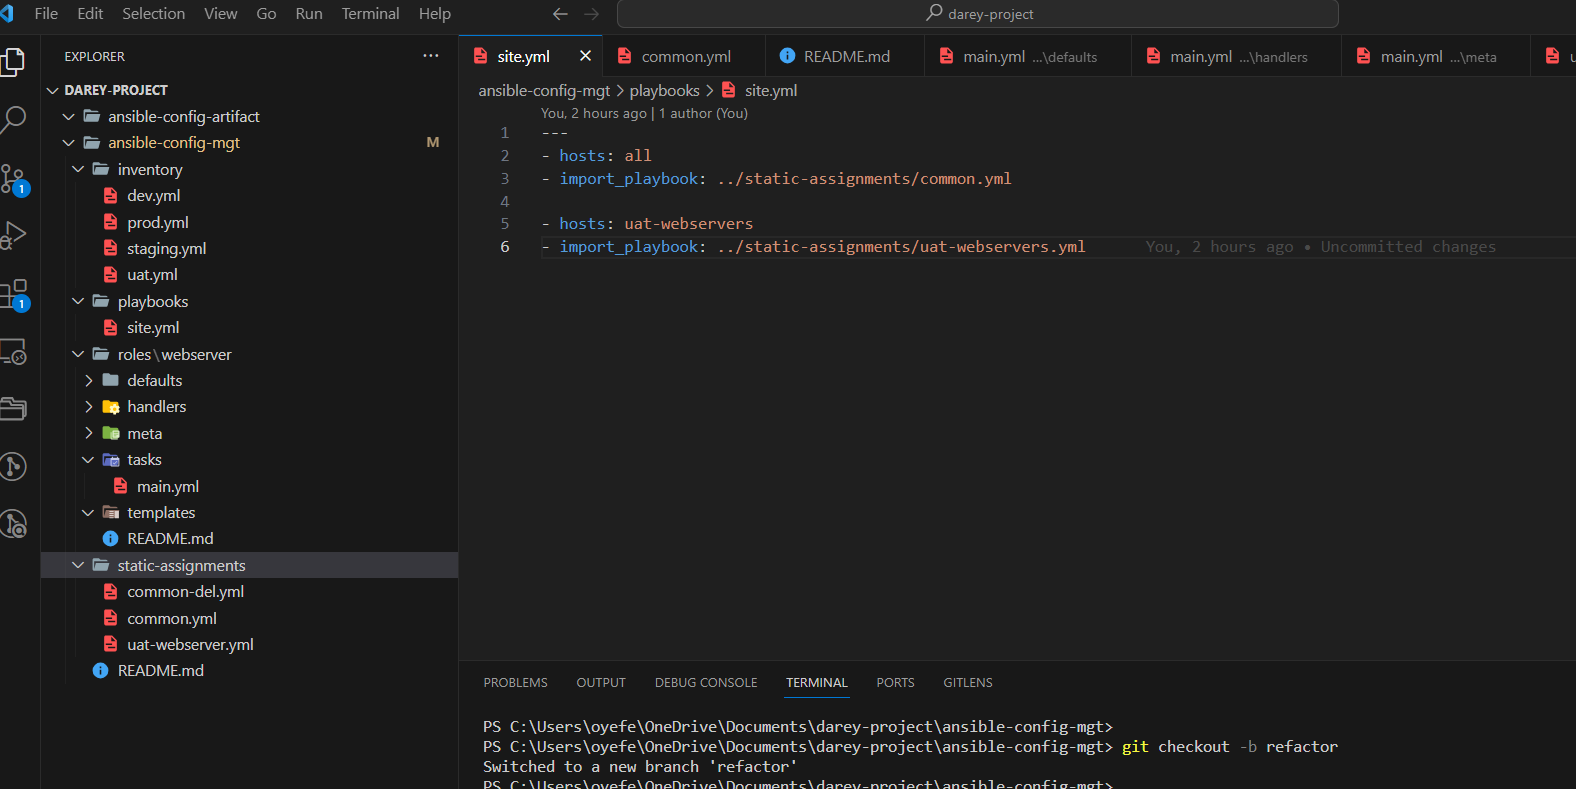 File Edit Selection View Go Run Terminal Help
darey-project
EXPLORER
DAREY-PROJECT
ansible-config-artifact
ansible-config-mgt M
inventory
dev.yml
prod.yml
staging.yml
uat.yml
playbooks
site.yml
roles\webserver
defaults
handlers
meta
tasks
main.yml
templates
README.md
static-assignments
common-del.yml
common.yml
uat-webserver.yml
README.md
1
1
site.yml common.yml README.md main.yml ...\defaults main.yml ...\handlers main.yml ...\meta
ansible-config-mgt > playbooks > site.yml
You, 2 hours ago | 1 author (You)
1 ---
2 - hosts: all
3 - import_playbook: ../static-assignments/common.yml
4
5 - hosts: uat-webservers
6 - import_playbook: ../static-assignments/uat-webservers.yml You, 2 hours ago • Uncommitted changes
PROBLEMS OUTPUT DEBUG CONSOLE TERMINAL PORTS GITLENS
PS C:\Users\oyefe\OneDrive\Documents\darey-project\ansible-config-mgt>
PS C:\Users\oyefe\OneDrive\Documents\darey-project\ansible-config-mgt> git checkout -b refactor
Switched to a new branch 'refactor'
PS C:\Users\oyefe\OneDrive\Documents\darey-project\ansible-config-mgt>